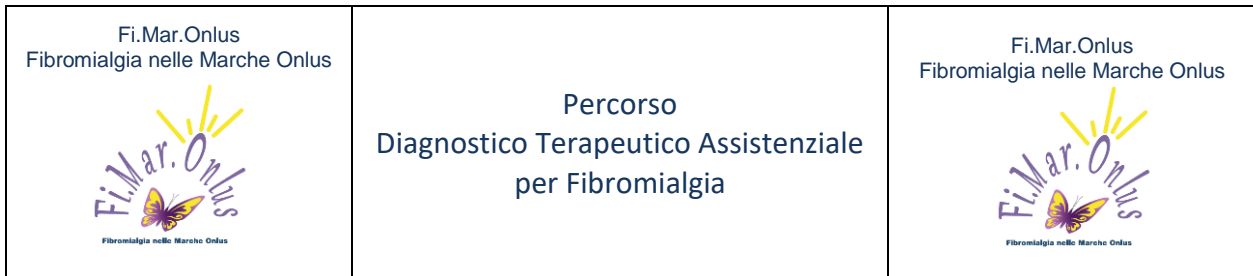 Fi.Mar.Onlus
Fibromialgia nelle Marche Onlus
Fi.Mar.Onlus
Fibromialgia nelle Marche Onlus
Percorso
Diagnostico Terapeutico Assistenziale
per Fibromialgia
Fi.Mar.Onlus
Fibromialgia nelle Marche Onlus
Fi.Mar.Onlus
Fibromialgia nelle Marche Onlus